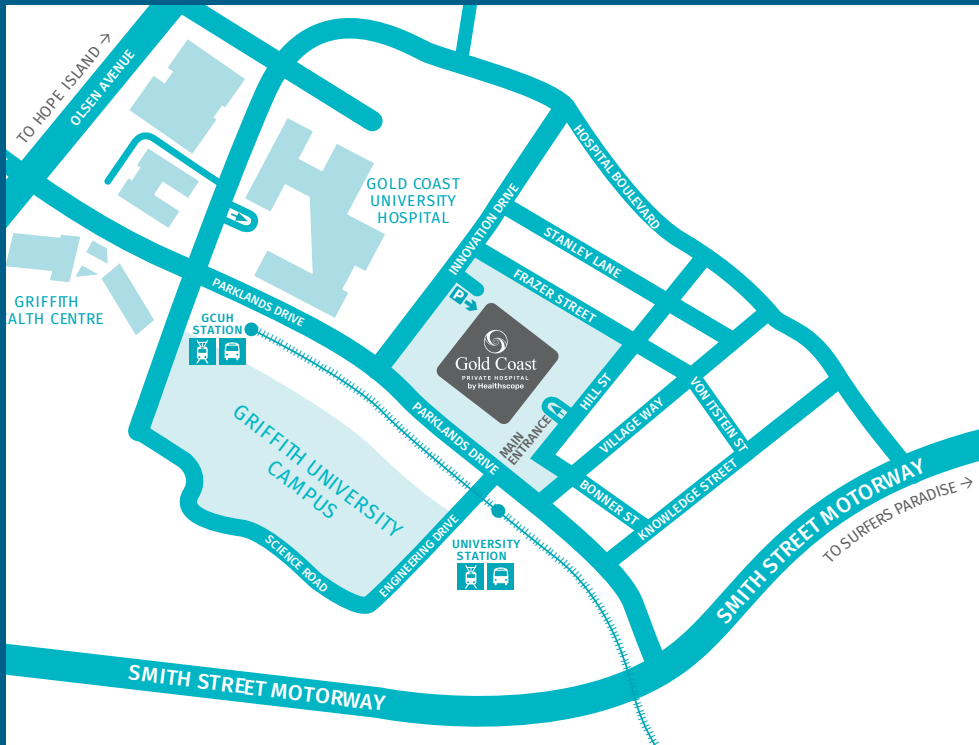 TO HOPE ISLAND →
OLSEN AVENUE
HOSPITAL BOULEVARD
GOLD COAST
UNIVERSITY
HOSPITAL
INNOVATION DRIVE
STANLEY LANE
FRAZER STREET
GRIFFITH
EALTH CENTRE
PARKLANDS DRIVE
GCUH
STATION
P
Gold Coast
PRIVATE HOSPITAL
by Healthscope
HILL ST
VON ITSTEIN ST
VILLAGE WAY
PARKLANDS DRIVE
MAIN
ENTRANCE
GRIFFITH UNIVERSITY
CAMPUS
BONNER ST
KNOWLEDGE STREET
SMITH STREET MOTORWAY
TO SURFERS PARADISE →
SCIENCE ROAD
ENGINEERING DRIVE
UNIVERSITY
STATION
SMITH STREET MOTORWAY